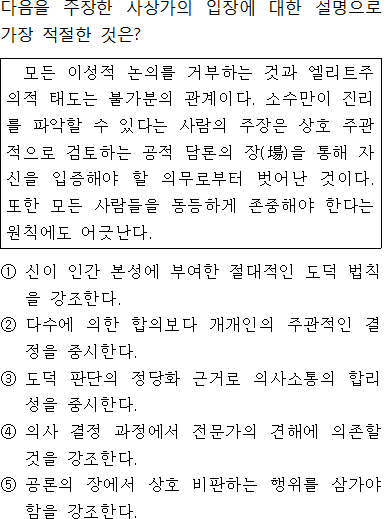 다음을 주장한 사상가의 입장에 대한 설명으로
가장 적절한 것은?
모든 이성적 논의를 거부하는 것과 엘리트주
의적 태도는 불가분의 관계이다. 소수만이 진리
를 파악할 수 있다는 사람의 주장은 상호 주관
적으로 검토하는 공적 담론의 장(場)을 통해 자
신을 입증해야 할 의무로부터 벗어난 것이다.
또한 모든 사람들을 동등하게 존중해야 한다는
원칙에도 어긋난다.
① 신이 인간 본성에 부여한 절대적인 도덕 법칙
을 강조한다.
② 다수에 의한 합의보다 개개인의 주관적인 결
정을 중시한다.
③ 도덕 판단의 정당화 근거로 의사소통의 합리
성을 중시한다.
④ 의사 결정 과정에서 전문가의 견해에 의존할
것을 강조한다.
⑤ 공론의 장에서 상호 비판하는 행위를 삼가야
함을 강조한다.